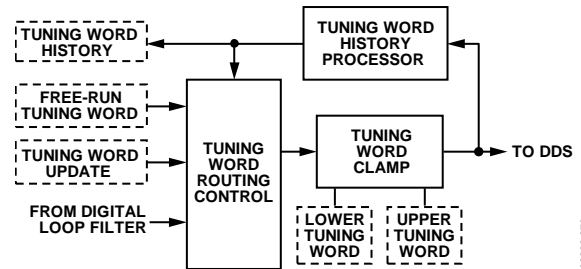 TUNING WORD
HISTORY
TUNING WORD
HISTORY
PROCESSOR
FREE-RUN
TUNING WORD
TUNING WORD
UPDATE
FROM DIGITAL
LOOP FILTER
TUNING
WORD
ROUTING
CONTROL
TUNING
WORD
CLAMP
TO DDS
LOWER
TUNING
WORD
UPPER
TUNING
WORD